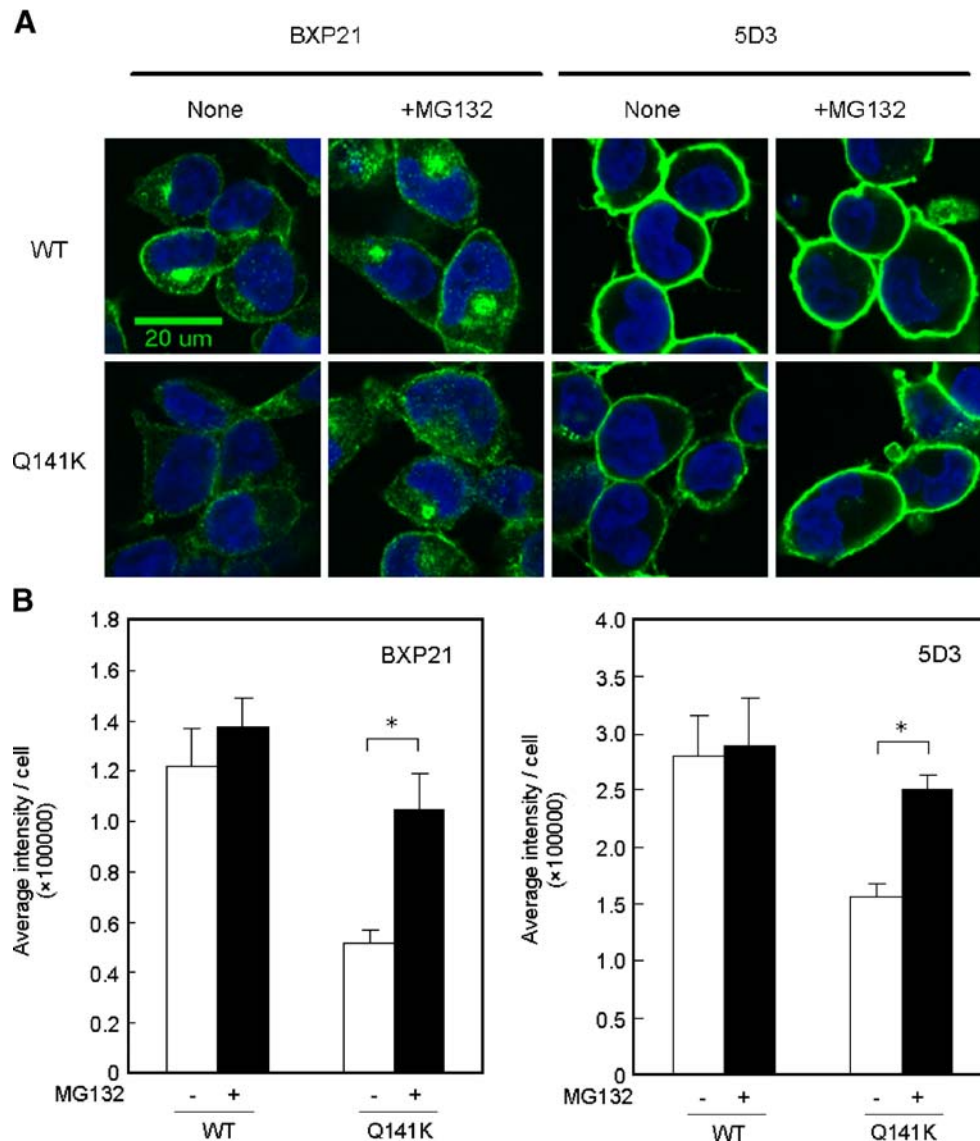 A
BXP21 5D3
None +MG132 None +MG132
WT
20 um
Q141K
B
1.8
1.6
1.4
1.2
1.0
0.8
0.6
0.4
0.2
0
Average intensity / cell
(×100000)
BXP21
*
MG132 - + - +
WT Q141K
4.0
3.5
3.0
2.5
2.0
1.5
1.0
0.5
0
Average intensity / cell
(×100000)
5D3
*
MG132 - + - +
WT Q141K